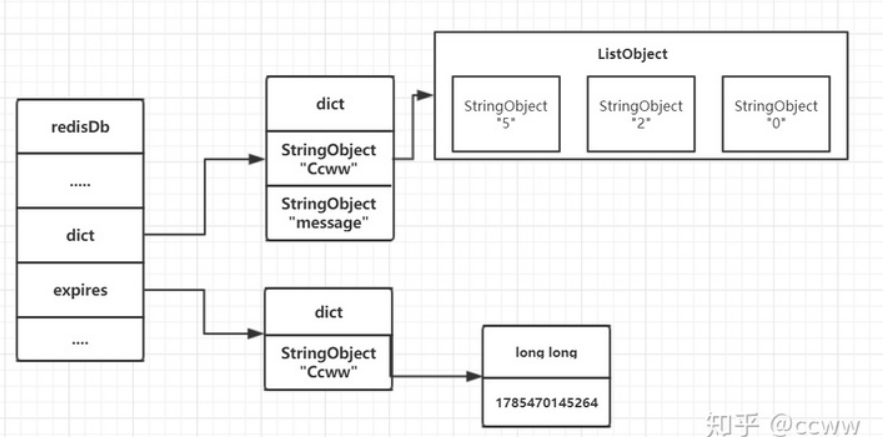 ListObject
StringObject
"5"
StringObject
"2"
StringObject
"0"
dict
StringObject
"Ccww"
StringObject
"message"
redisDb
.....
dict
expires
....
dict
StringObject
"Ccww"
long long
1785470145264
知乎 @ccww